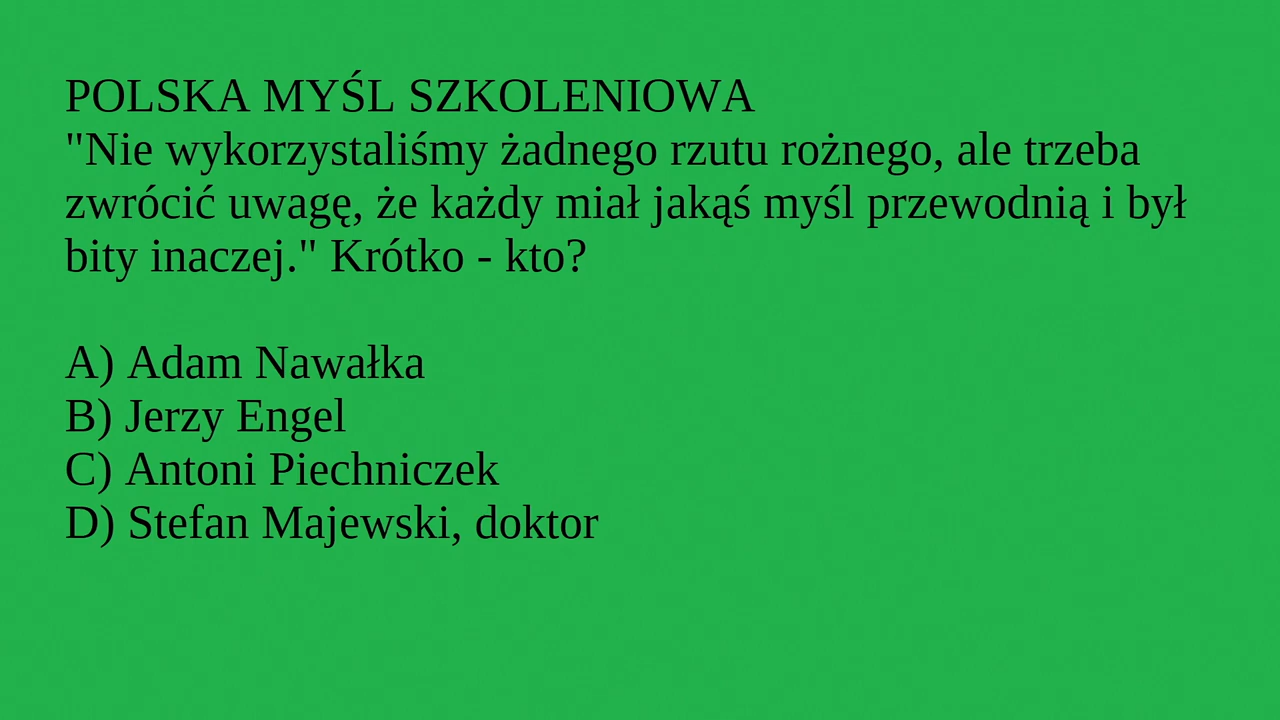 POLSKA MYŚL SZKOLENIOWA
"Nie wykorzystaliśmy żadnego rzutu rożnego, ale trzeba
zwrócić uwagę, że każdy miał jakąś myśl przewodnią i był
bity inaczej." Krótko - kto?
A) Adam Nawałka
B) Jerzy Engel
C) Antoni Piechniczek
D) Stefan Majewski, doktor